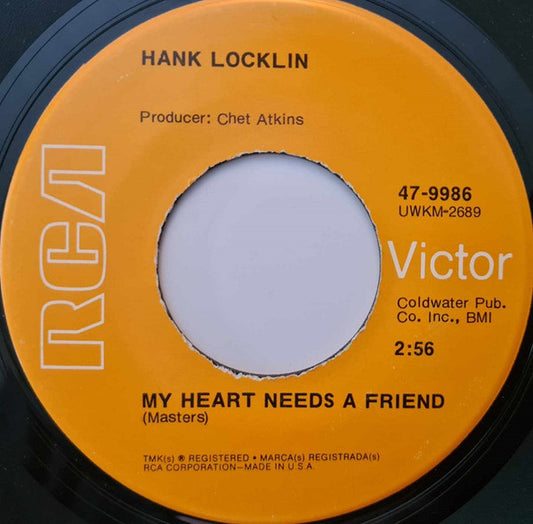 HANK LOCKLIN
Producer: Chet Atkins
RCA
47-9986
UWKM-2689
Victor
Coldwater Pub.
Co. Inc., BMI
2:56
MY HEART NEEDS A FRIEND
(Masters)
TMK(s) ® REGISTERED • MARCA(s) REGISTRADA(s)
RCA CORPORATION—MADE IN U.S.A.